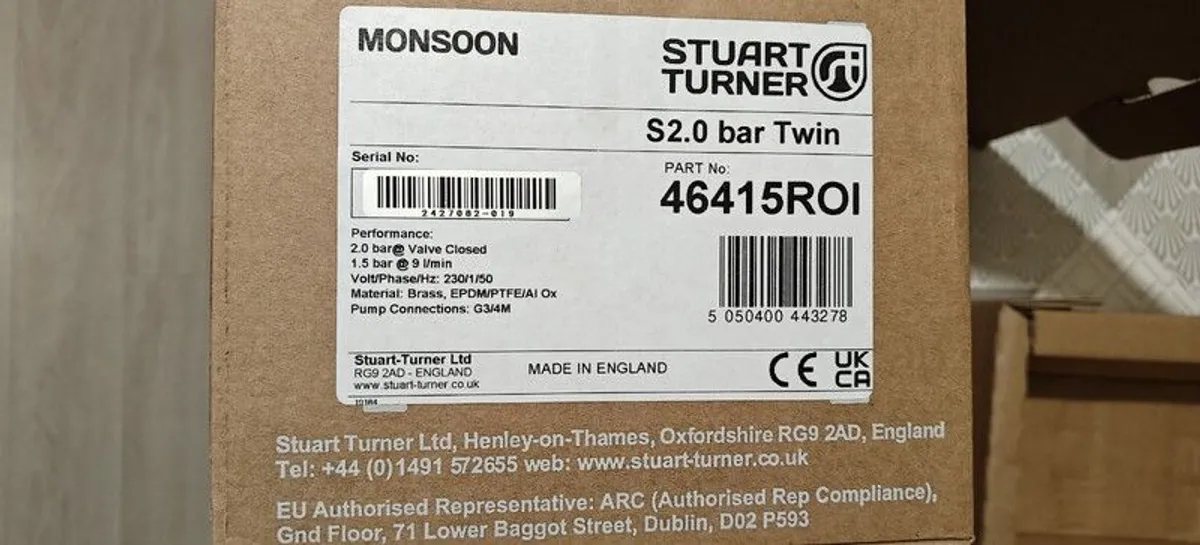 MONSOON
STUART
TURNER
S2.0 bar Twin
Serial No:
2427082-019
PART No:
46415ROI
Performance:
2.0 bar@ Valve Closed
1.5 bar @ 9 l/min
Volt/Phase/Hz: 230/1/50
Material: Brass, EPDM/PTFE/Al Ox
Pump Connections: G3/4M
5 050400 443278
Stuart-Turner Ltd
RG9 2AD - ENGLAND
www.stuart-turner.co.uk
MADE IN ENGLAND
CE
UK
CA
Stuart Turner Ltd, Henley-on-Thames, Oxfordshire RG9 2AD, England
Tel: +44 (0)1491 572655 web: www.stuart-turner.co.uk
EU Authorised Representative: ARC (Authorised Rep Compliance),
Gnd Floor, 71 Lower Baggot Street, Dublin, D02 P593